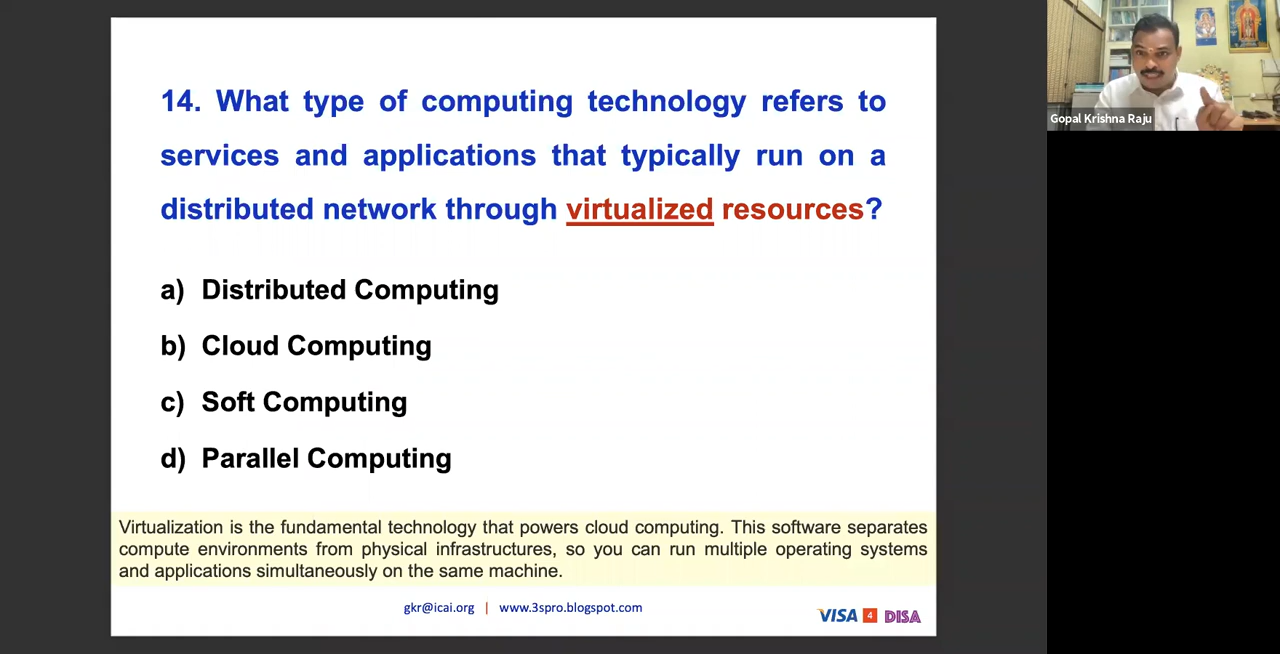 14. What type of computing technology refers to
services and applications that typically run on a
distributed network through virtualized resources?
a) Distributed Computing
b) Cloud Computing
c) Soft Computing
d) Parallel Computing
Virtualization is the fundamental technology that powers cloud computing. This software separates
compute environments from physical infrastructures, so you can run multiple operating systems
and applications simultaneously on the same machine.
gkr@icai.org | www.3spro.blogspot.com
VISA 4 DISA
Gopal Krishna Raju